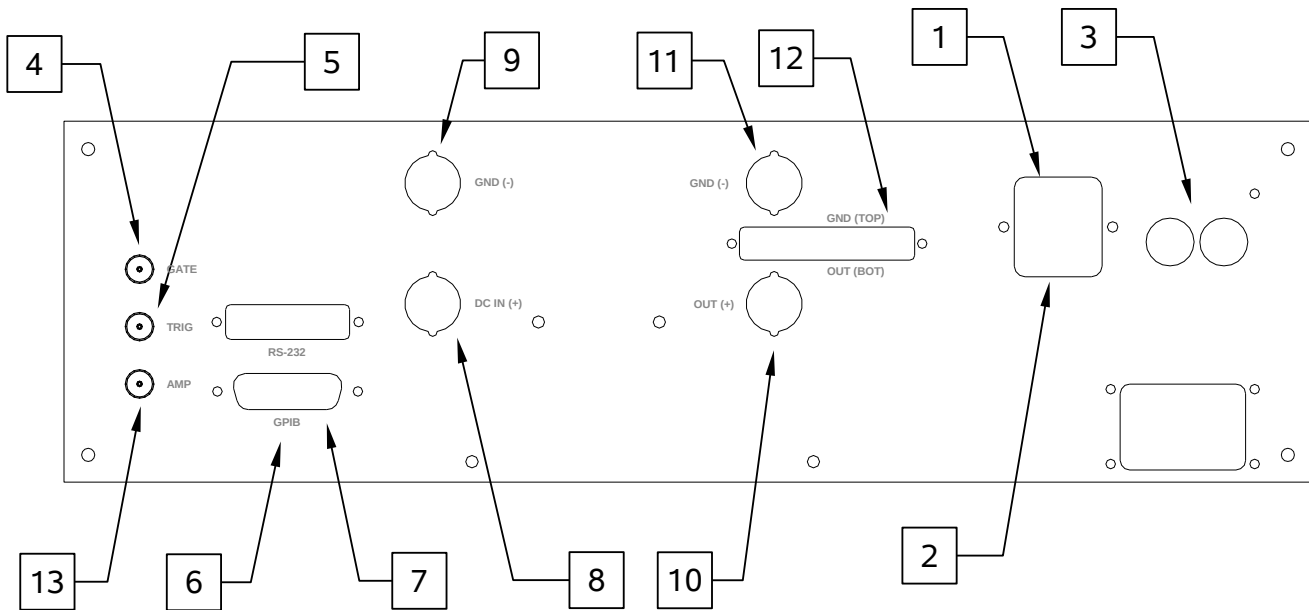 4
5
9
11
12
1
3
GND (-)
GND (-)
GND (TOP)
GATE
OUT (BOT)
DC IN (+)
OUT (+)
TRIG
RS-232
AMP
GPIB
13
6
7
8
10
2